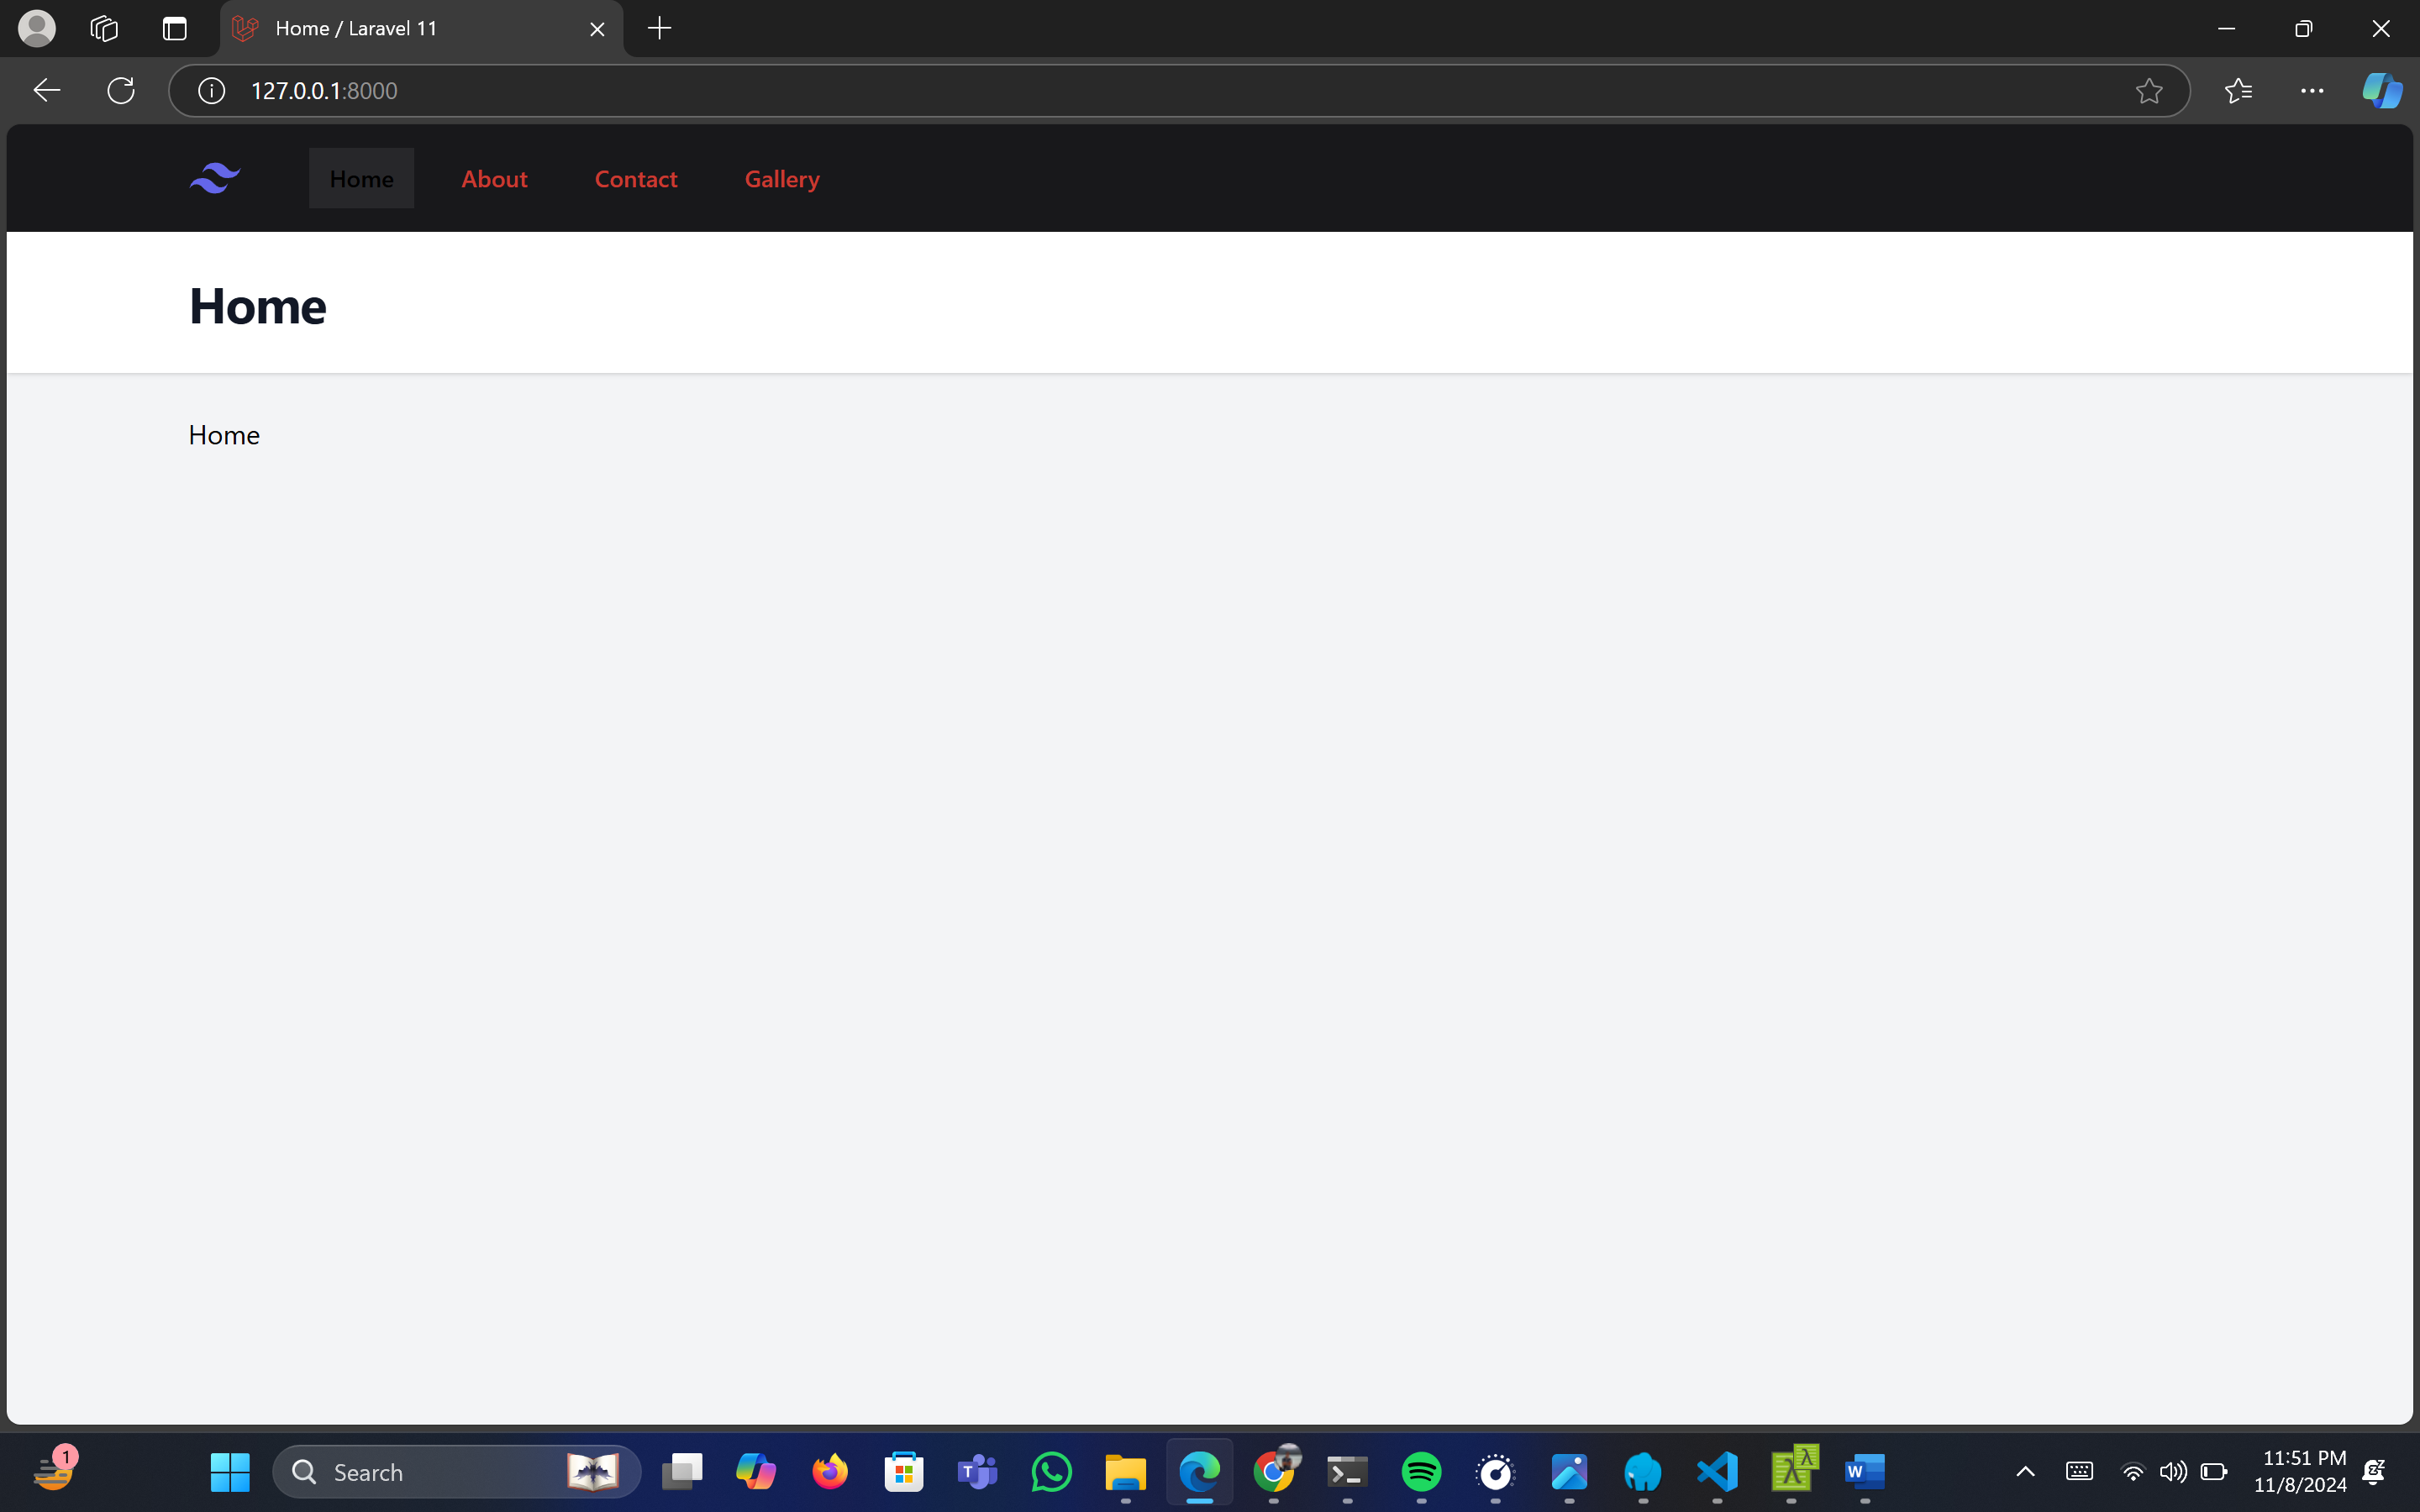 Home / Laravel 11
127.0.0.1:8000
Home About Contact Gallery
Home
Home
1
Search
11:51 PM
11/8/2024